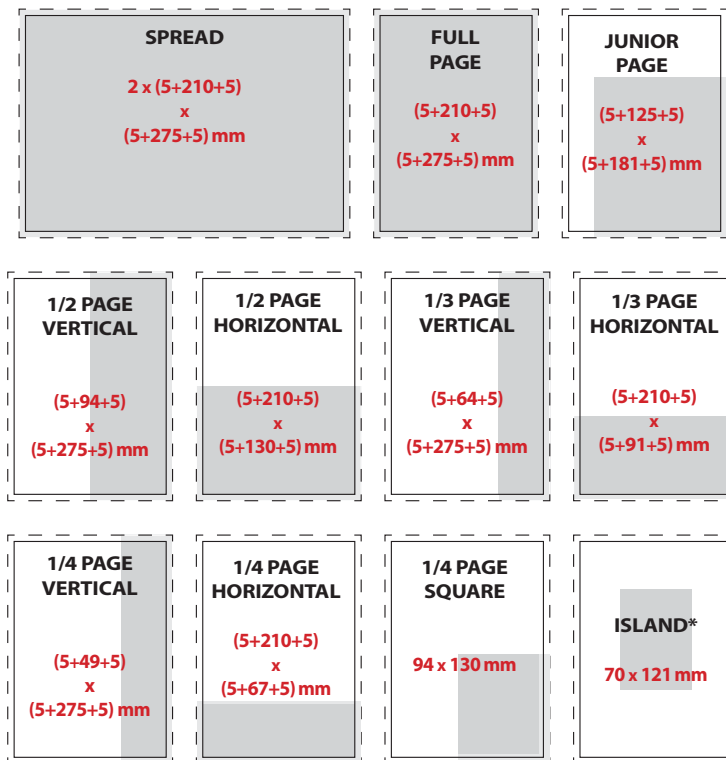 SPREAD
2 x (5+210+5)
x
(5+275+5) mm
FULL
PAGE
(5+210+5)
x
(5+275+5) mm
JUNIOR
PAGE
(5+125+5)
x
(5+181+5) mm
1/2 PAGE
VERTICAL
(5+94+5)
x
(5+275+5) mm
1/2 PAGE
HORIZONTAL
(5+210+5)
x
(5+130+5) mm
1/3 PAGE
VERTICAL
(5+64+5)
x
(5+275+5) mm
1/3 PAGE
HORIZONTAL
(5+210+5)
x
(5+91+5) mm
1/4 PAGE
VERTICAL
(5+49+5)
x
(5+275+5) mm
1/4 PAGE
HORIZONTAL
(5+210+5)
x
(5+67+5) mm
1/4 PAGE
SQUARE
94 x 130 mm
ISLAND*
70 x 121 mm